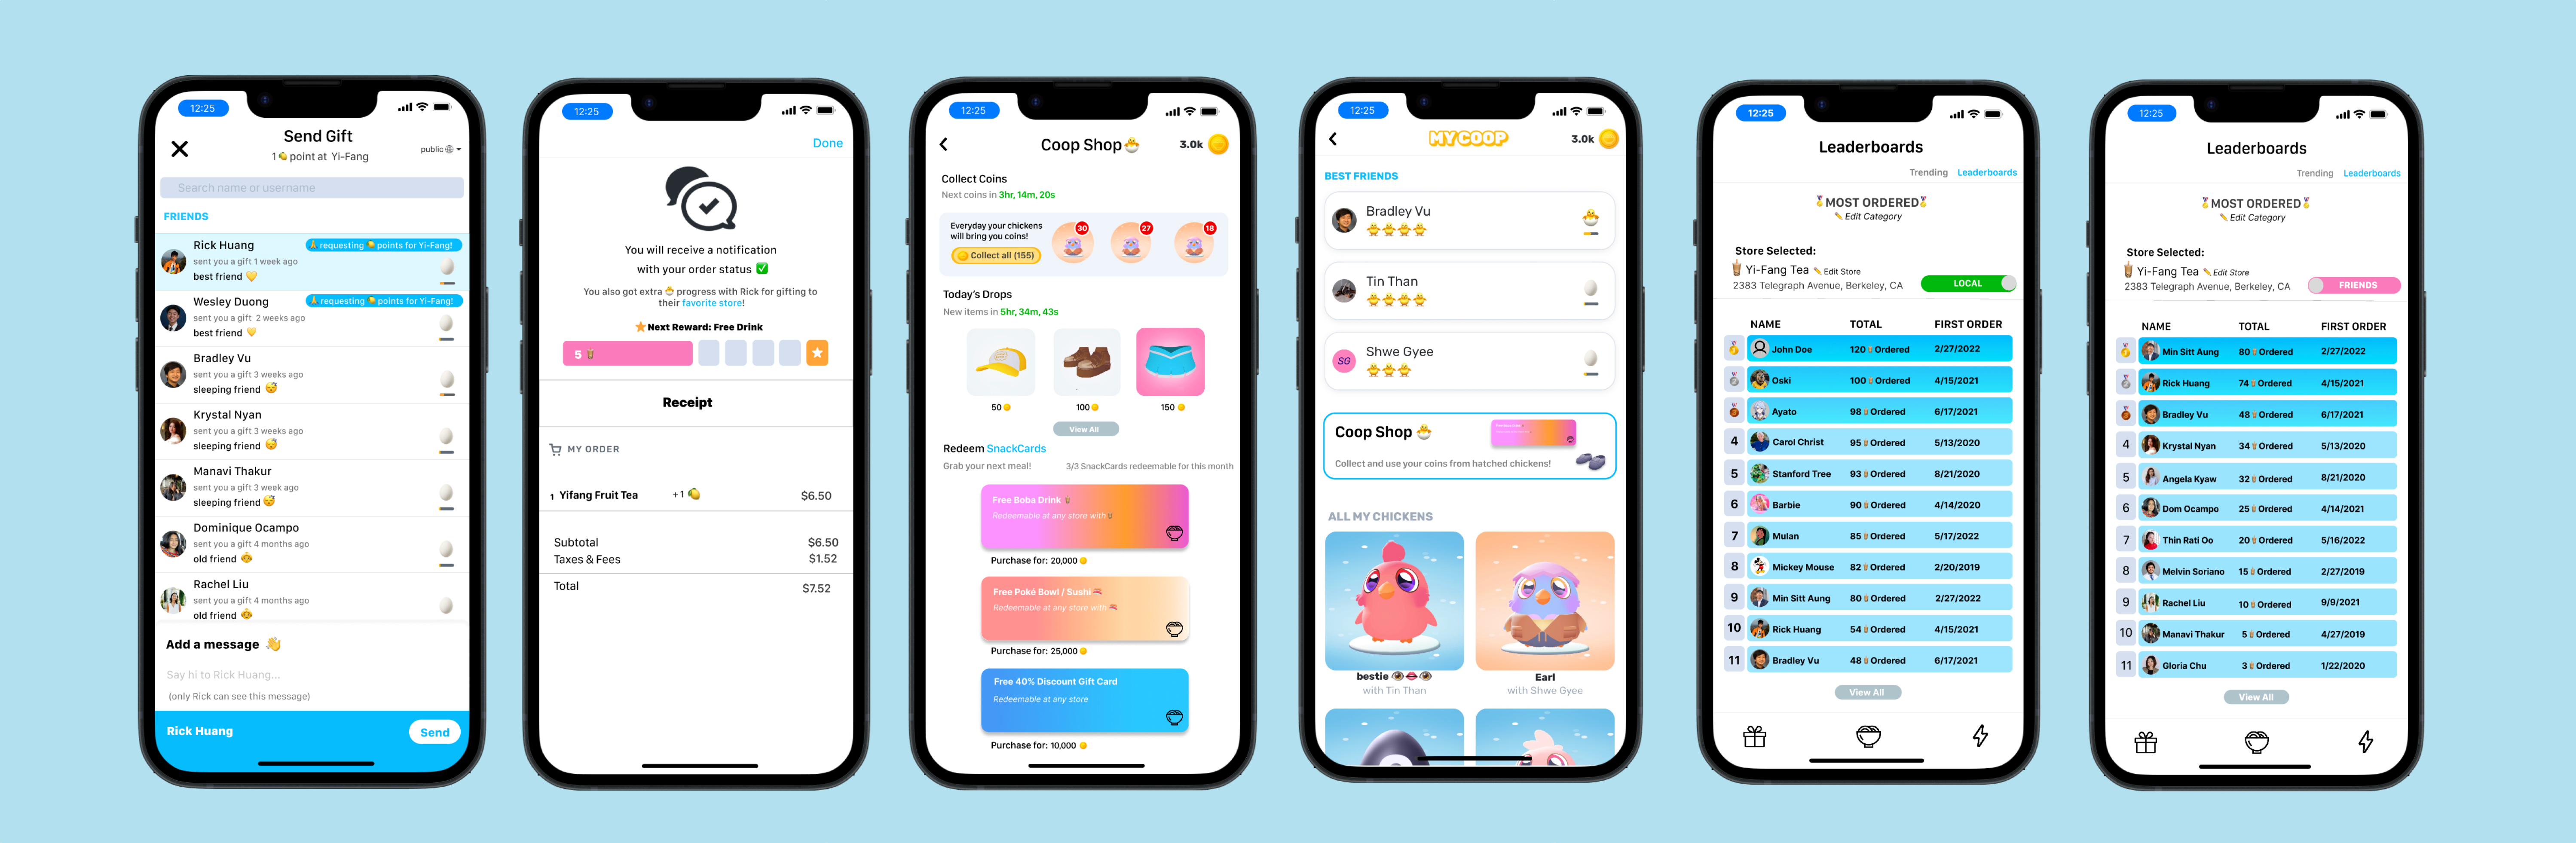 12:25
Send Gift
1 point at Yi-Fang
public
Search name or username
FRIENDS
Rick Huang
requesting points for Yi-Fang!
sent you a gift 1 week ago
best friend
Wesley Duong
requesting points for Yi-Fang!
sent you a gift 2 weeks ago
best friend
Bradley Vu
sent you a gift 3 weeks ago
sleeping friend
Krystal Nyan
sent you a gift 3 weeks ago
sleeping friend
Manavi Thakur
sent you a gift 3 week ago
sleeping friend
Dominique Ocampo
sent you a gift 4 months ago
old friend
Rachel Liu
sent you a gift 4 months ago
old friend
Add a message
Say hi to Rick Huang...
(only Rick can see this message)
Rick Huang
Send
12:25
Done
You will receive a notification
with your order status
You also got extra progress with Rick for gifting to
their favorite store!
Next Reward: Free Drink
5
Receipt
MY ORDER
1 Yifang Fruit Tea +1 $6.50
Subtotal $6.50
Taxes & Fees $1.52
Total $7.52
12:25
Coop Shop
3.0k
Collect Coins
Next coins in 3hr, 14m, 20s
Everyday your chickens
will bring you coins!
Collect all (155)
30
27
18
Today's Drops
New items in 5hr, 34m, 43s
50
100
150
View All
Redeem SnackCards
Grab your next meal!
3/3 SnackCards redeemable for this month
Free Boba Drink
Redeemable at any store with
Purchase for: 20,000
Free Poké Bowl / Sushi
Redeemable at any store with
Purchase for: 25,000
Free 40% Discount Gift Card
Redeemable at any store
Purchase for: 10,000
12:25
MY COOP
3.0k
BEST FRIENDS
Bradley Vu
Tin Than
SG
Shwe Gyee
Coop Shop
Collect and use your coins from hatched chickens!
ALL MY CHICKENS
bestie
with Tin Than
Earl
with Shwe Gyee
12:25
Leaderboards
Trending Leaderboards
MOST ORDERED
Edit Category
Store Selected:
Yi-Fang Tea Edit Store
2383 Telegraph Avenue, Berkeley, CA
LOCAL
NAME TOTAL FIRST ORDER
John Doe 120 Ordered 2/27/2022
Oski 100 Ordered 4/15/2021
Ayato 98 Ordered 6/17/2021
4 Carol Christ 95 Ordered 5/13/2020
5 Stanford Tree 93 Ordered 8/21/2020
6 Barbie 90 Ordered 4/14/2020
7 Mulan 85 Ordered 5/17/2022
8 Mickey Mouse 82 Ordered 2/20/2019
9 Min Sitt Aung 80 Ordered 2/27/2022
10 Rick Huang 54 Ordered 4/15/2021
11 Bradley Vu 48 Ordered 6/17/2021
View All
12:25
Leaderboards
Trending Leaderboards
MOST ORDERED
Edit Category
Store Selected:
Yi-Fang Tea Edit Store
2383 Telegraph Avenue, Berkeley, CA
FRIENDS
NAME TOTAL FIRST ORDER
Min Sitt Aung 80 Ordered 2/27/2022
Rick Huang 74 Ordered 4/15/2021
Bradley Vu 48 Ordered 6/17/2021
4 Krystal Nyan 34 Ordered 5/13/2020
5 Angela Kyaw 32 Ordered 8/21/2020
6 Dom Ocampo 25 Ordered 4/14/2021
7 Thin Rati Oo 20 Ordered 5/16/2022
8 Melvin Soriano 15 Ordered 2/27/2019
9 Rachel Liu 10 Ordered 9/9/2021
10 Manavi Thakur 5 Ordered 4/27/2019
11 Gloria Chu 3 Ordered 1/22/2020
View All